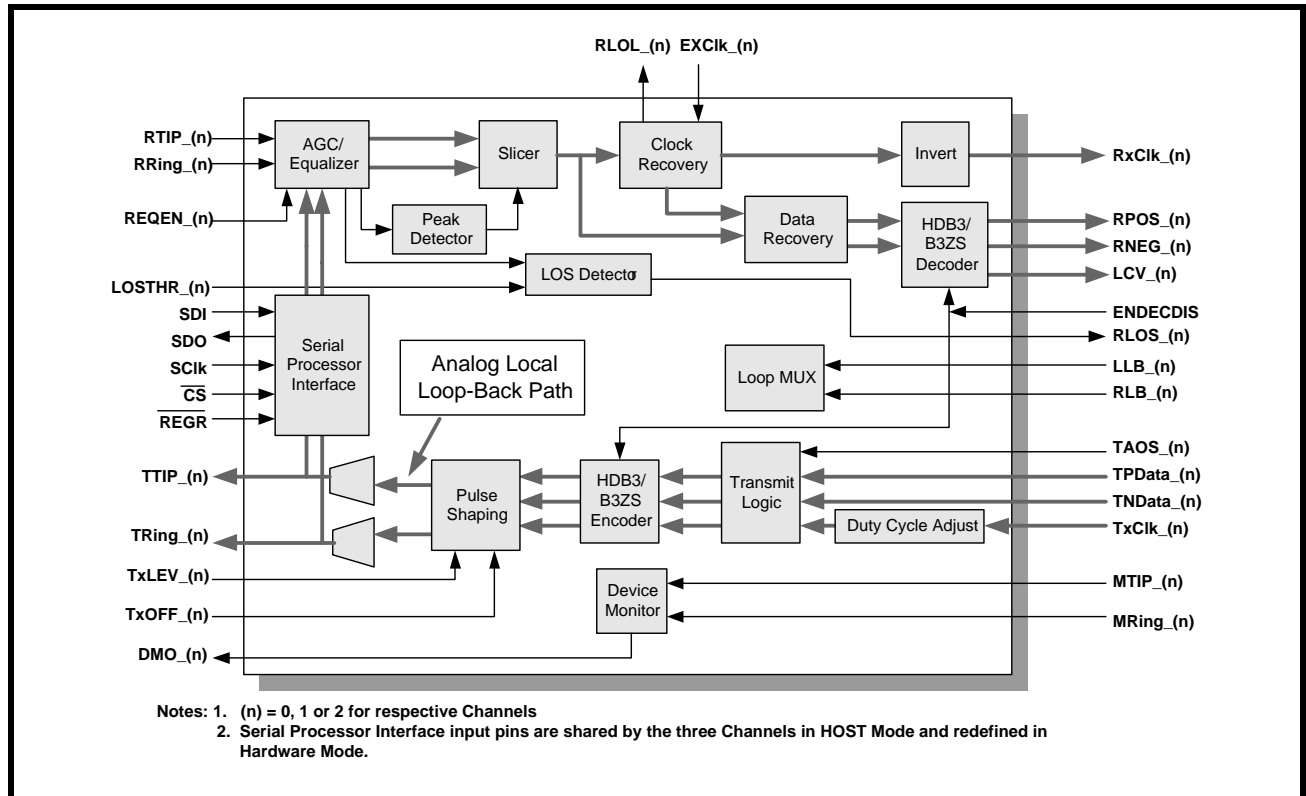 RLOL_(n) EXClk_(n)
RTIP_(n)
RRing_(n)
REQEN_(n)
LOSTHR_(n)
SDI
SDO
SClk
CS
REGR
TTIP_(n)
TRing_(n)
TxLEV_(n)
TxOFF_(n)
DMO_(n)
AGC/
Equalizer
Slicer
Clock
Recovery
Invert
Peak
Detector
Data
Recovery
HDB3/
B3ZS
Decoder
LOS Detector
Serial
Processor
Interface
Analog Local
Loop-Back Path
Loop MUX
Pulse
Shaping
HDB3/
B3ZS
Encoder
Transmit
Logic
Duty Cycle Adjust
Device
Monitor
RxClk_(n)
RPOS_(n)
RNEG_(n)
LCV_(n)
ENDECDIS
RLOS_(n)
LLB_(n)
RLB_(n)
TAOS_(n)
TPData_(n)
TNData_(n)
TxClk_(n)
MTIP_(n)
MRing_(n)
Notes: 1. (n) = 0, 1 or 2 for respective Channels
2. Serial Processor Interface input pins are shared by the three Channels in HOST Mode and redefined in
Hardware Mode.